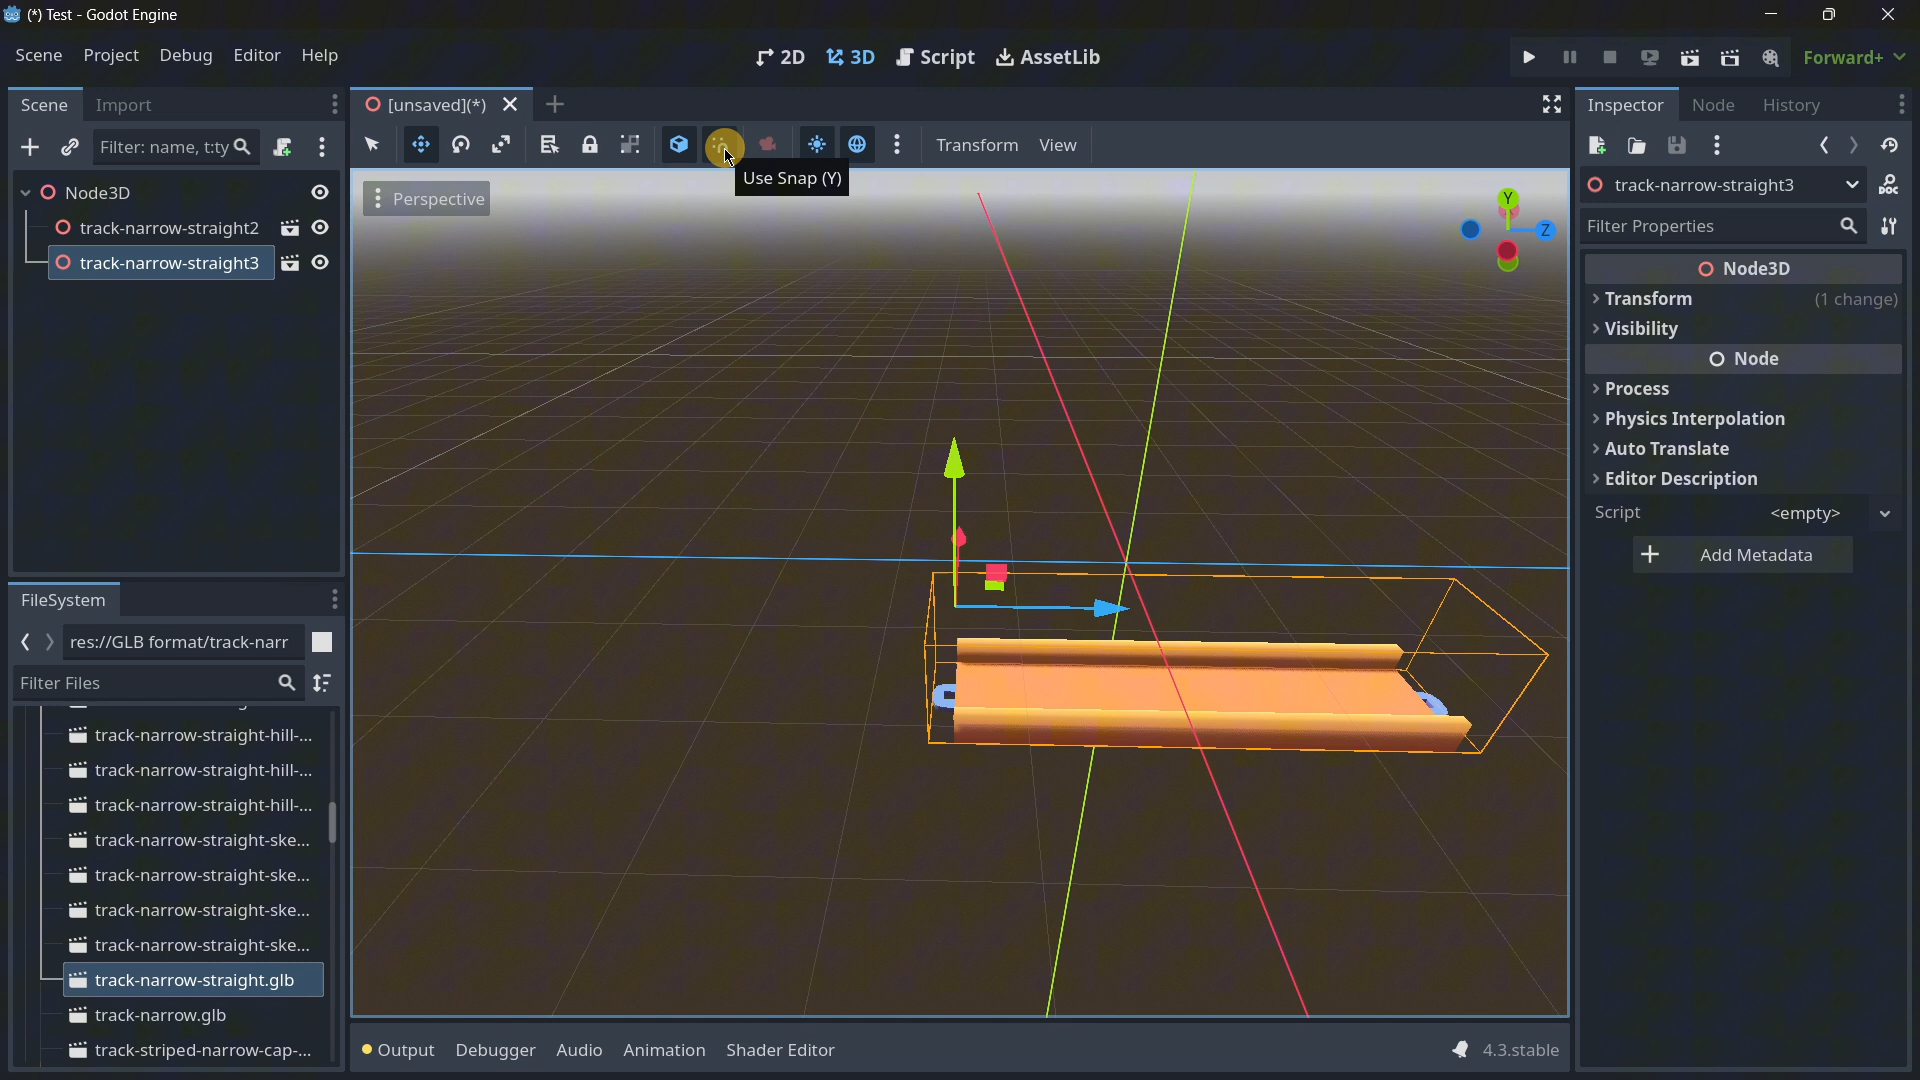 (*) Test - Godot Engine
Scene Project Debug Editor Help
2D 3D Script AssetLib
Forward+
Scene Import
[unsaved](*)
Inspector Node History
Filter: name, t:ty
Transform View
Use Snap (Y)
Perspective
Y
Z
Node3D
track-narrow-straight2
track-narrow-straight3
track-narrow-straight3
DOC
Filter Properties
Node3D
Transform (1 change)
Visibility
Node
Process
Physics Interpolation
Auto Translate
Editor Description
Script <empty>
Add Metadata
FileSystem
res://GLB format/track-narr
Filter Files
track-narrow-straight-hill-...
track-narrow-straight-hill-...
track-narrow-straight-hill-...
track-narrow-straight-ske...
track-narrow-straight-ske...
track-narrow-straight-ske...
track-narrow-straight-ske...
track-narrow-straight.glb
track-narrow.glb
track-striped-narrow-cap-...
Output Debugger Audio Animation Shader Editor
4.3.stable